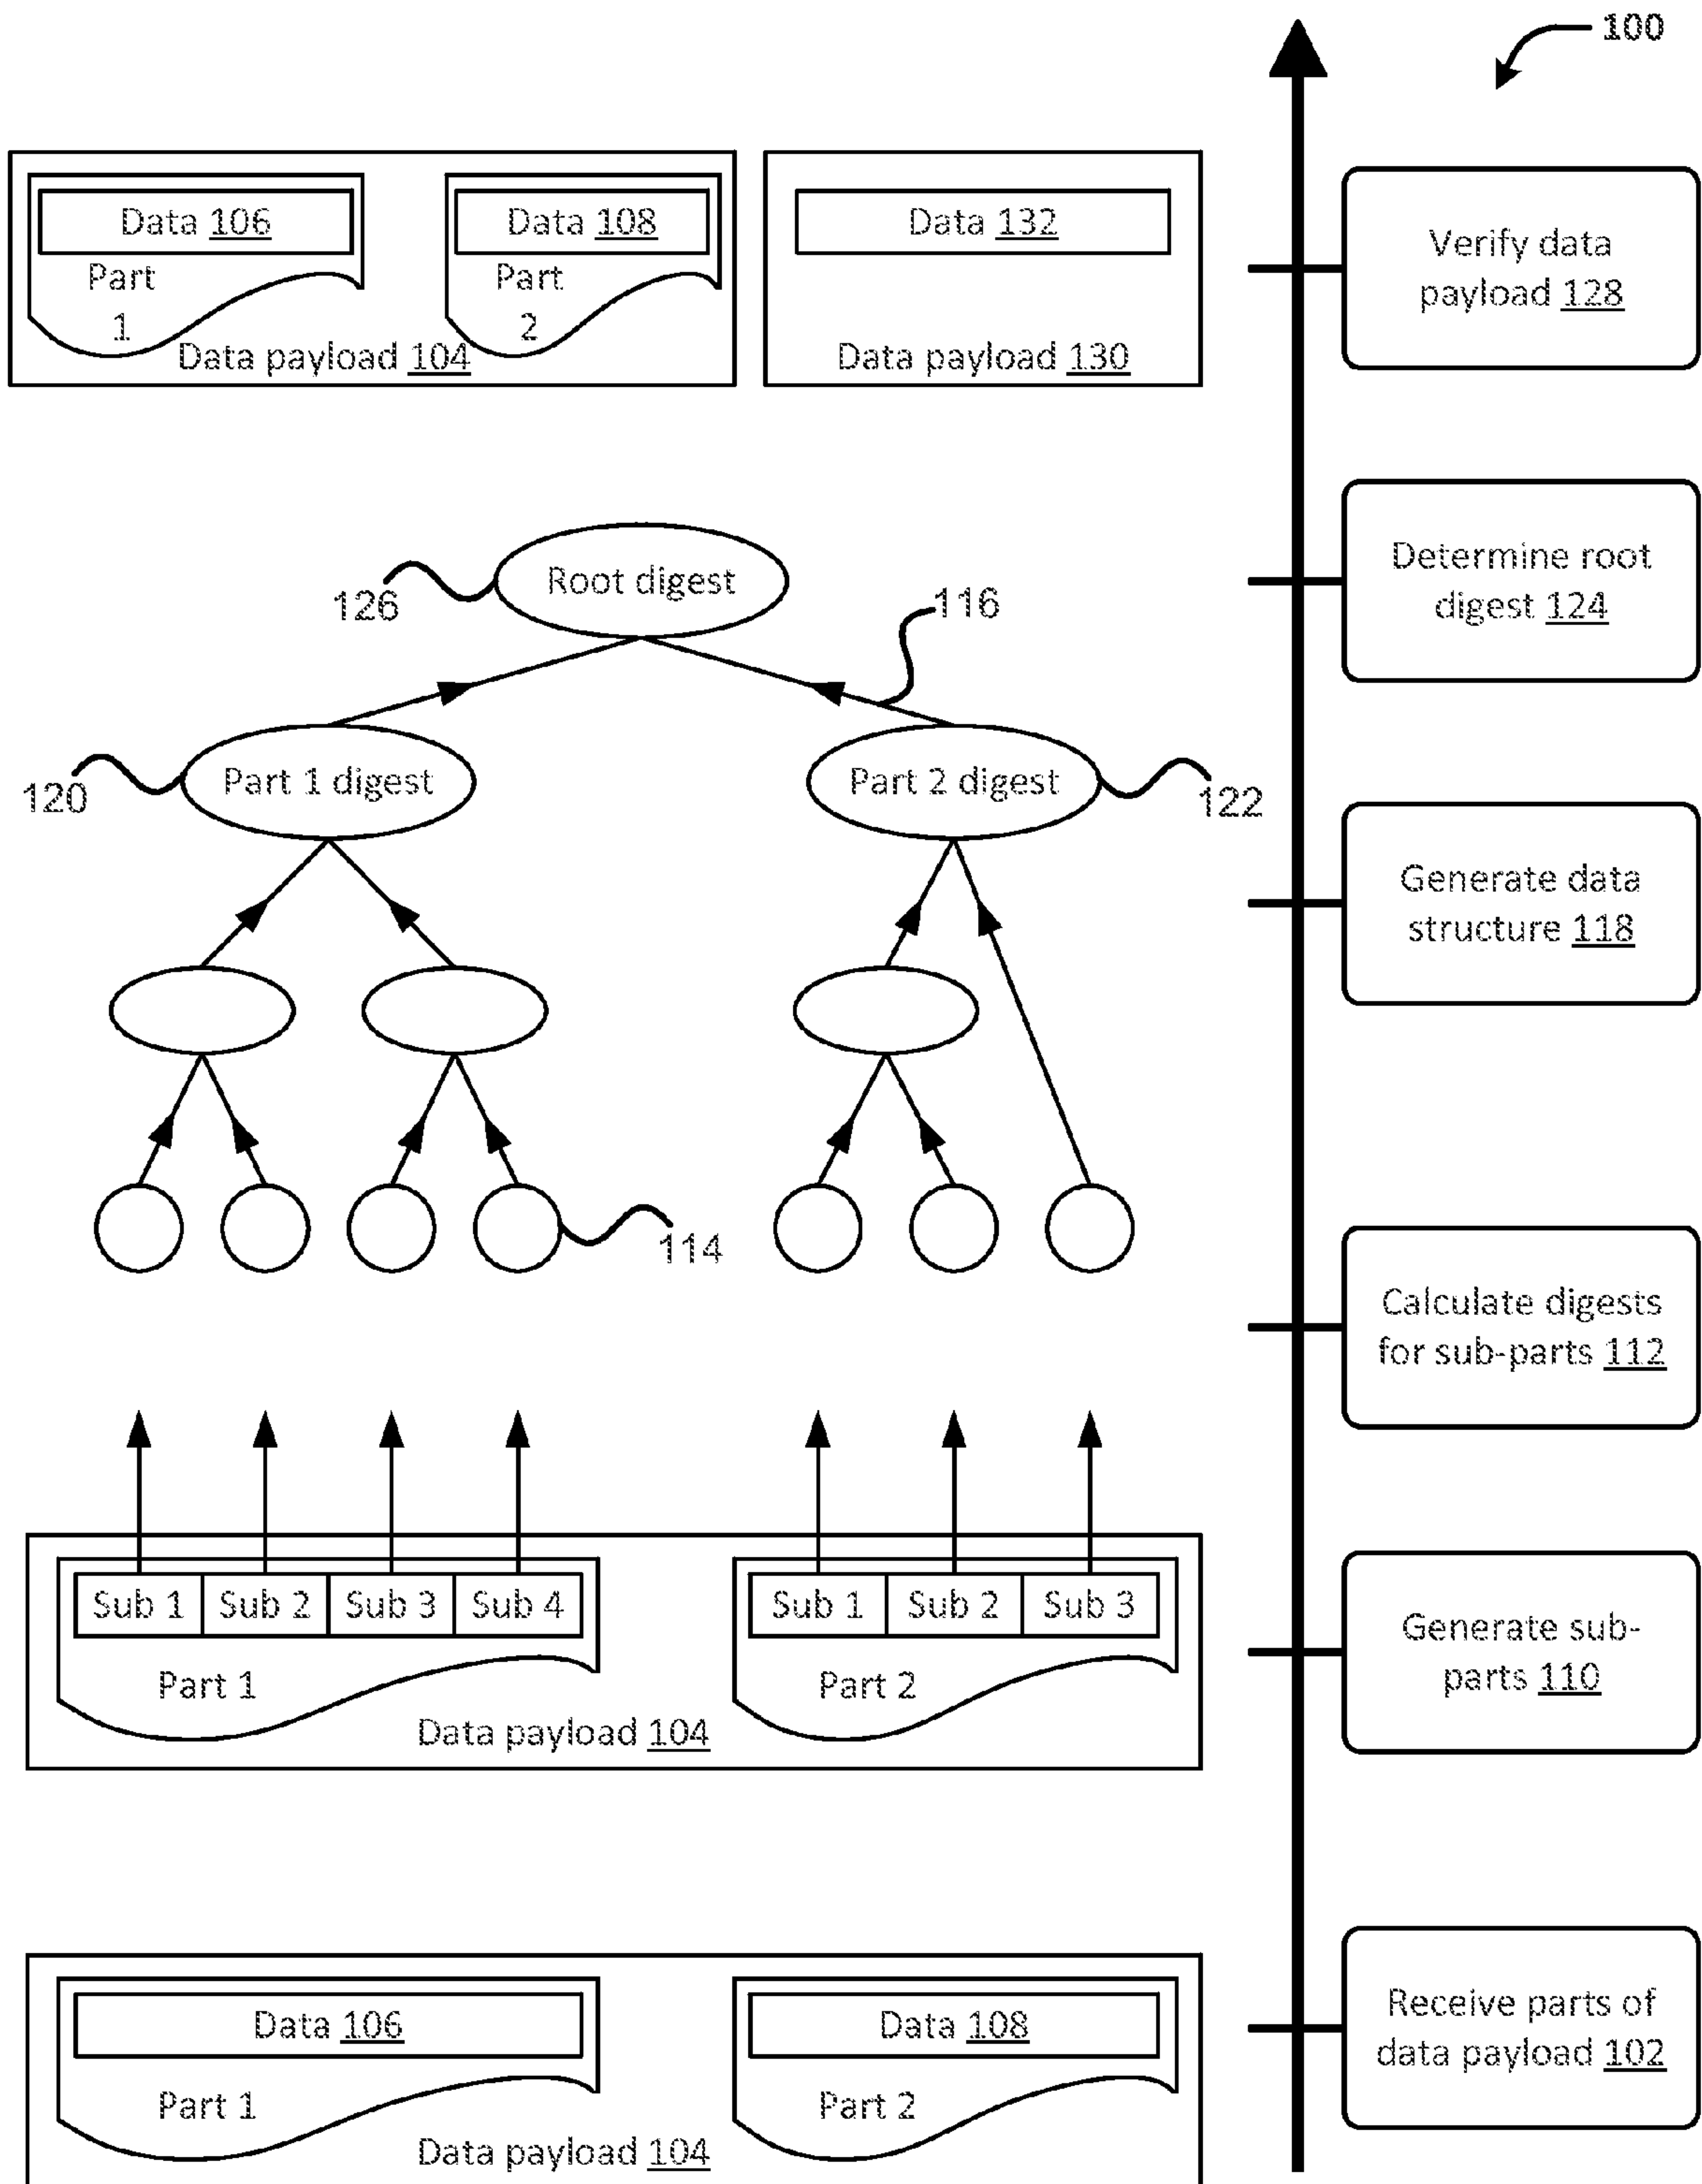 100
Data 106
Part
1
Data 108
Part
2
Data payload 104
Data 132
Data payload 130
Verify data
payload 128
Root digest
126
116
Determine root
digest 124
Part 1 digest
120
Part 2 digest
122
Generate data
structure 118
114
Calculate digests
for sub-parts 112
Sub 1
Sub 2
Sub 3
Sub 4
Part 1
Sub 1
Sub 2
Sub 3
Part 2
Data payload 104
Generate sub-
parts 110
Data 106
Part 1
Data 108
Part 2
Data payload 104
Receive parts of
data payload 102